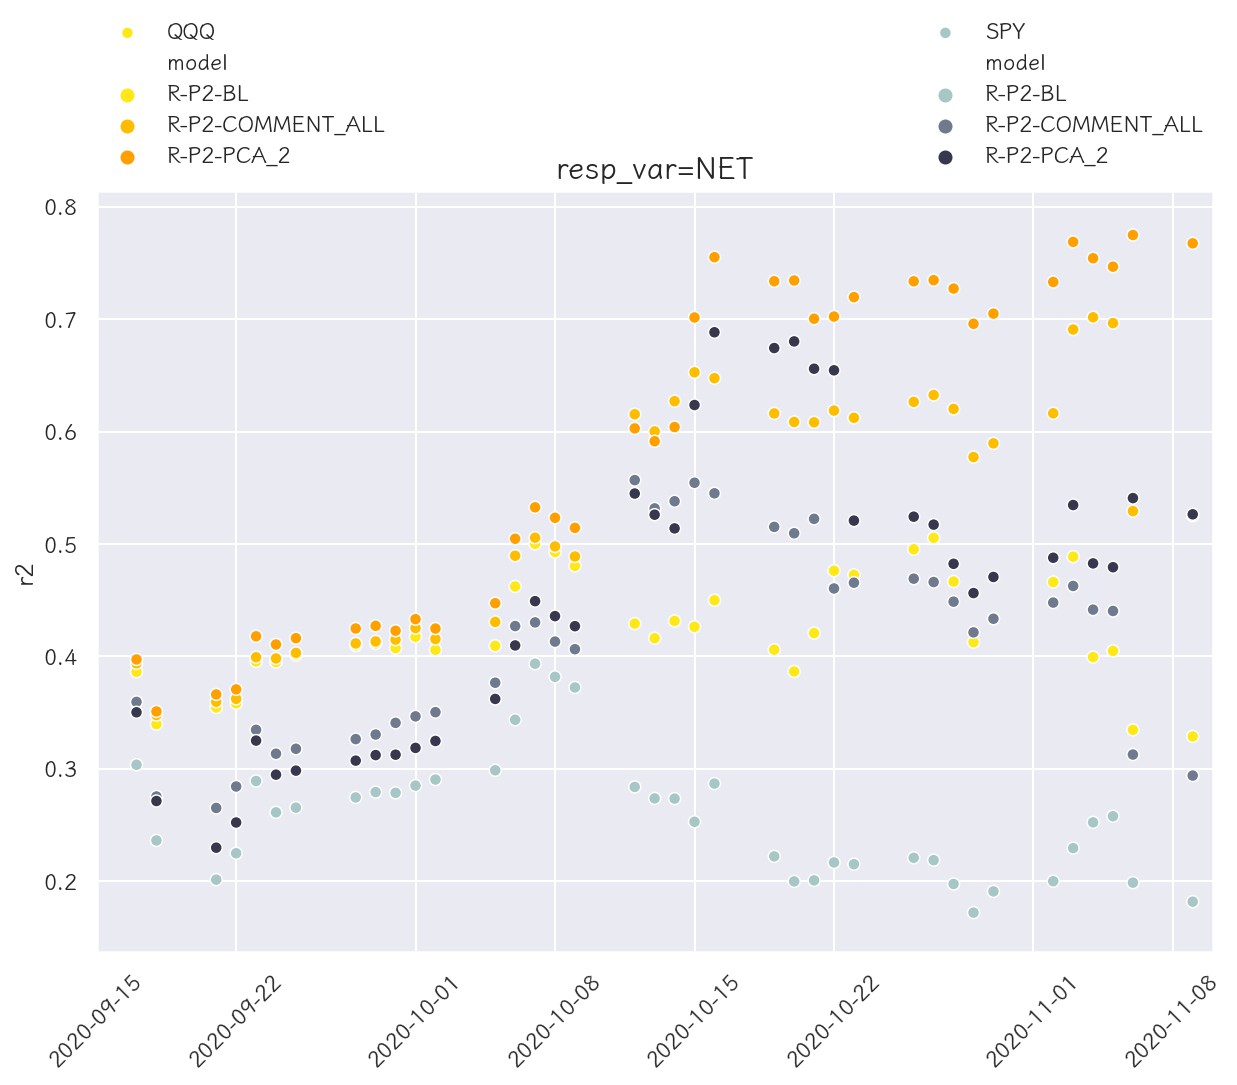 QQQ
model
R-P2-BL
R-P2-COMMENT_ALL
R-P2-PCA_2
SPY
model
R-P2-BL
R-P2-COMMENT_ALL
R-P2-PCA_2
resp_var=NET
0.8
0.7
0.6
0.5
0.4
0.3
0.2
r2
2020-09-15
2020-09-22
2020-10-01
2020-10-08
2020-10-15
2020-10-22
2020-11-01
2020-11-08